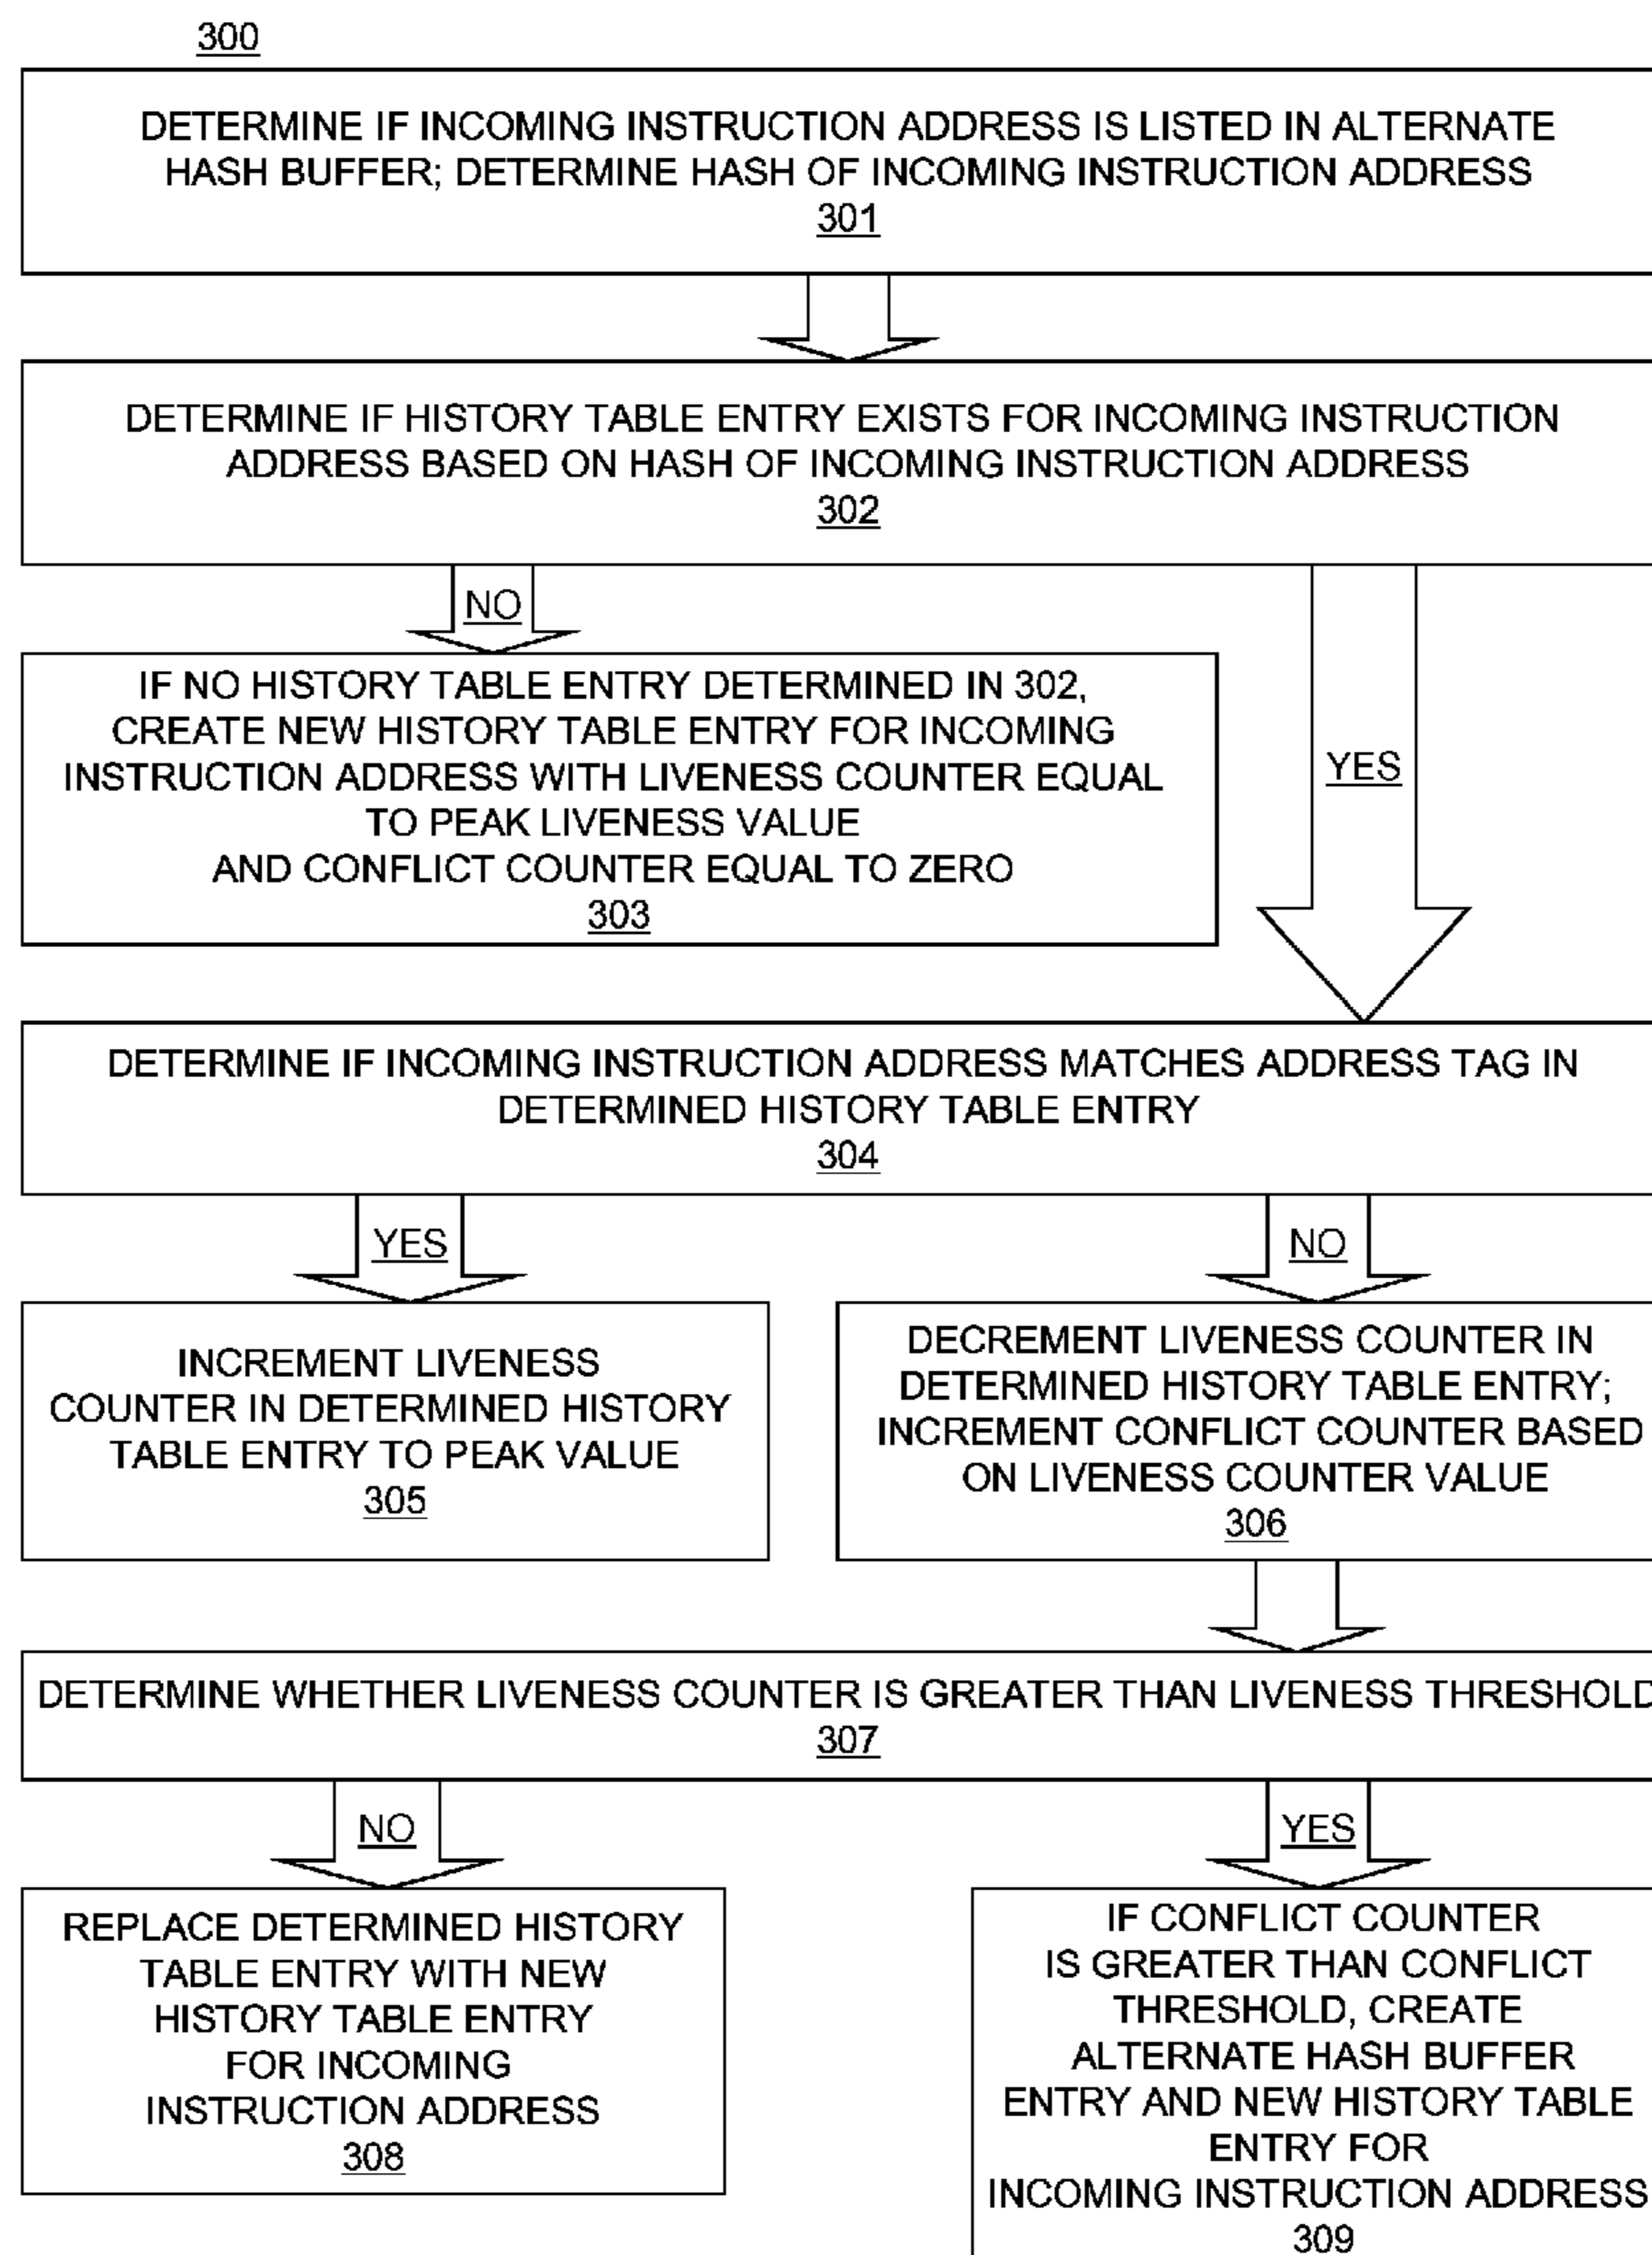 300
DETERMINE IF INCOMING INSTRUCTION ADDRESS IS LISTED IN ALTERNATE
HASH BUFFER; DETERMINE HASH OF INCOMING INSTRUCTION ADDRESS
301
DETERMINE IF HISTORY TABLE ENTRY EXISTS FOR INCOMING INSTRUCTION
ADDRESS BASED ON HASH OF INCOMING INSTRUCTION ADDRESS
302
NO
IF NO HISTORY TABLE ENTRY DETERMINED IN 302,
CREATE NEW HISTORY TABLE ENTRY FOR INCOMING
INSTRUCTION ADDRESS WITH LIVENESS COUNTER EQUAL
TO PEAK LIVENESS VALUE
AND CONFLICT COUNTER EQUAL TO ZERO
303
YES
DETERMINE IF INCOMING INSTRUCTION ADDRESS MATCHES ADDRESS TAG IN
DETERMINED HISTORY TABLE ENTRY
304
YES
NO
INCREMENT LIVENESS
COUNTER IN DETERMINED HISTORY
TABLE ENTRY TO PEAK VALUE
305
DECREMENT LIVENESS COUNTER IN
DETERMINED HISTORY TABLE ENTRY;
INCREMENT CONFLICT COUNTER BASED
ON LIVENESS COUNTER VALUE
306
DETERMINE WHETHER LIVENESS COUNTER IS GREATER THAN LIVENESS THRESHOLD
307
NO
YES
REPLACE DETERMINED HISTORY
TABLE ENTRY WITH NEW
HISTORY TABLE ENTRY
FOR INCOMING
INSTRUCTION ADDRESS
308
IF CONFLICT COUNTER
IS GREATER THAN CONFLICT
THRESHOLD, CREATE
ALTERNATE HASH BUFFER
ENTRY AND NEW HISTORY TABLE
ENTRY FOR
INCOMING INSTRUCTION ADDRESS
309